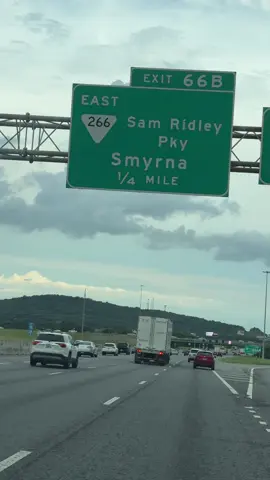 EXIT 66B
EAST
266
Sam Ridley
Pky
Smyrna
1/4 MILE